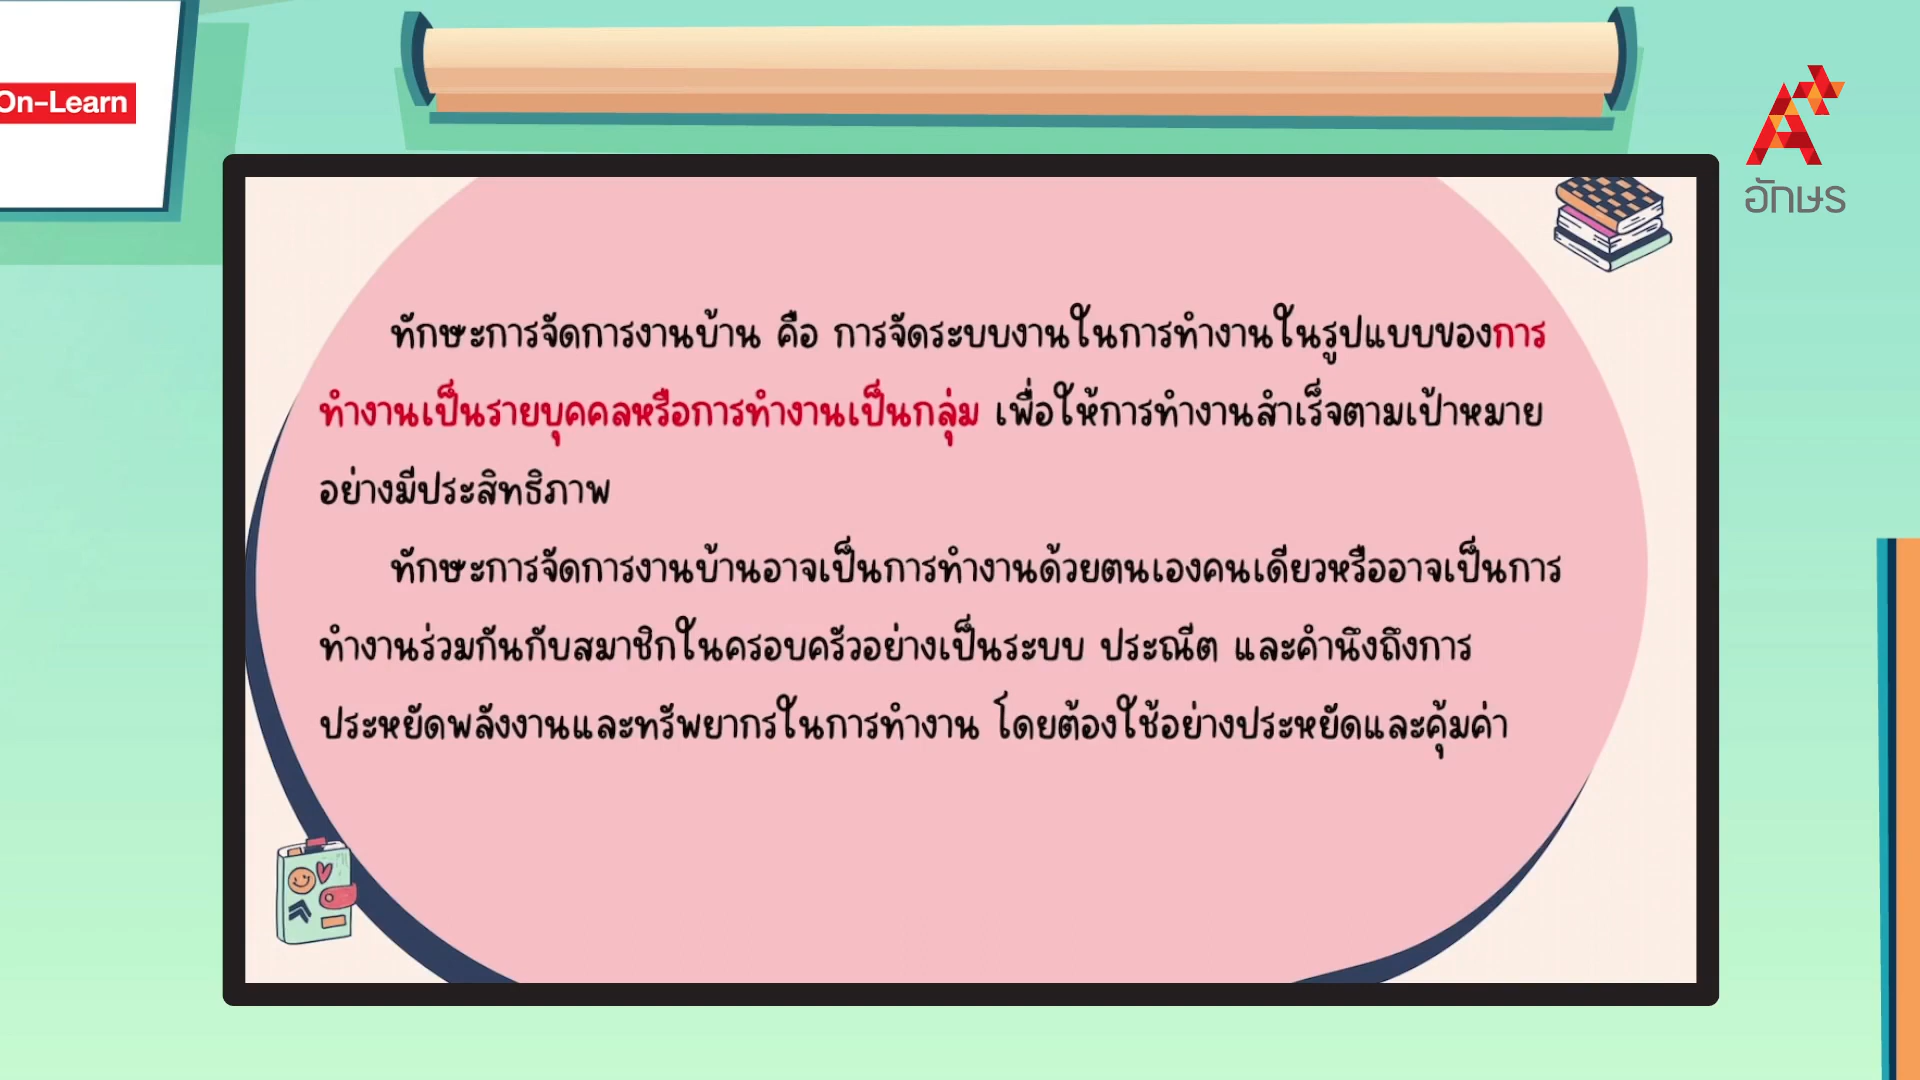 On-Learn
อักษร
ทักษะการจัดการงานบ้าน คือ การจัดระบบงานในการทำงานในรูปแบบของการ
ทำงานเป็นรายบุคคลหรือการทำงานเป็นกลุ่ม เพื่อให้การทำงานสำเร็จตามเป้าหมาย
อย่างมีประสิทธิภาพ
ทักษะการจัดการงานบ้านอาจเป็นการทำงานด้วยตนเองคนเดียวหรืออาจเป็นการ
ทำงานร่วมกันกับสมาชิกในครอบครัวอย่างเป็นระบบ ประณีต และคำนึงถึงการ
ประหยัดพลังงานและทรัพยากรในการทำงาน โดยต้องใช้อย่างประหยัดและคุ้มค่า